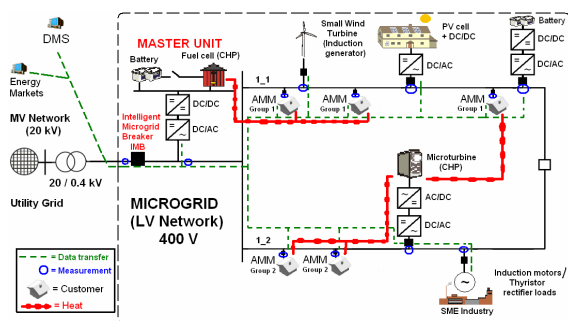 DMS
Energy
Markets
MV Network
(20 kV)
20 / 0.4 kV
Utility Grid
MASTER UNIT
Battery
Fuel cell (CHP)
DC/DC
DC/AC
Intelligent
Microgrid
Breaker
IMB
MICROGRID
(LV Network)
400 V
1_1
1_2
Small Wind
Turbine
(Induction
generator)
PV cell
+ DC/DC
DC/AC
Battery
DC/DC
DC/AC
AMM
Group 1
AMM
Group 1
AMM
Group 1
Microturbine
(CHP)
AC/DC
DC/AC
AMM
Group 2
AMM
Group 2
Induction motors/
Thyristor
rectifier loads
SME Industry
= Data transfer
= Measurement
= Customer
= Heat